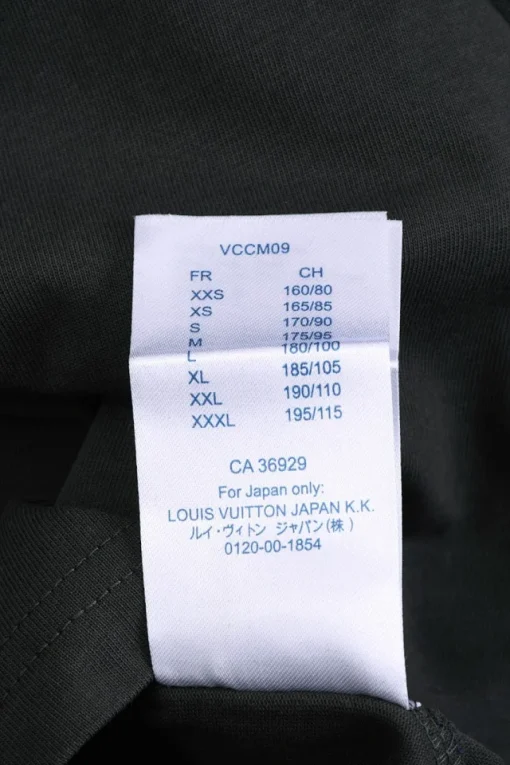 VCCM09
FR CH
XXS 160/80
XS 165/85
S 170/90
M 175/95
L 180/100
XL 185/105
XXL 190/110
XXXL 195/115
CA 36929
For Japan only:
LOUIS VUITTON JAPAN K.K.
ルイ・ヴィトン ジャパン(株)
0120-00-1854